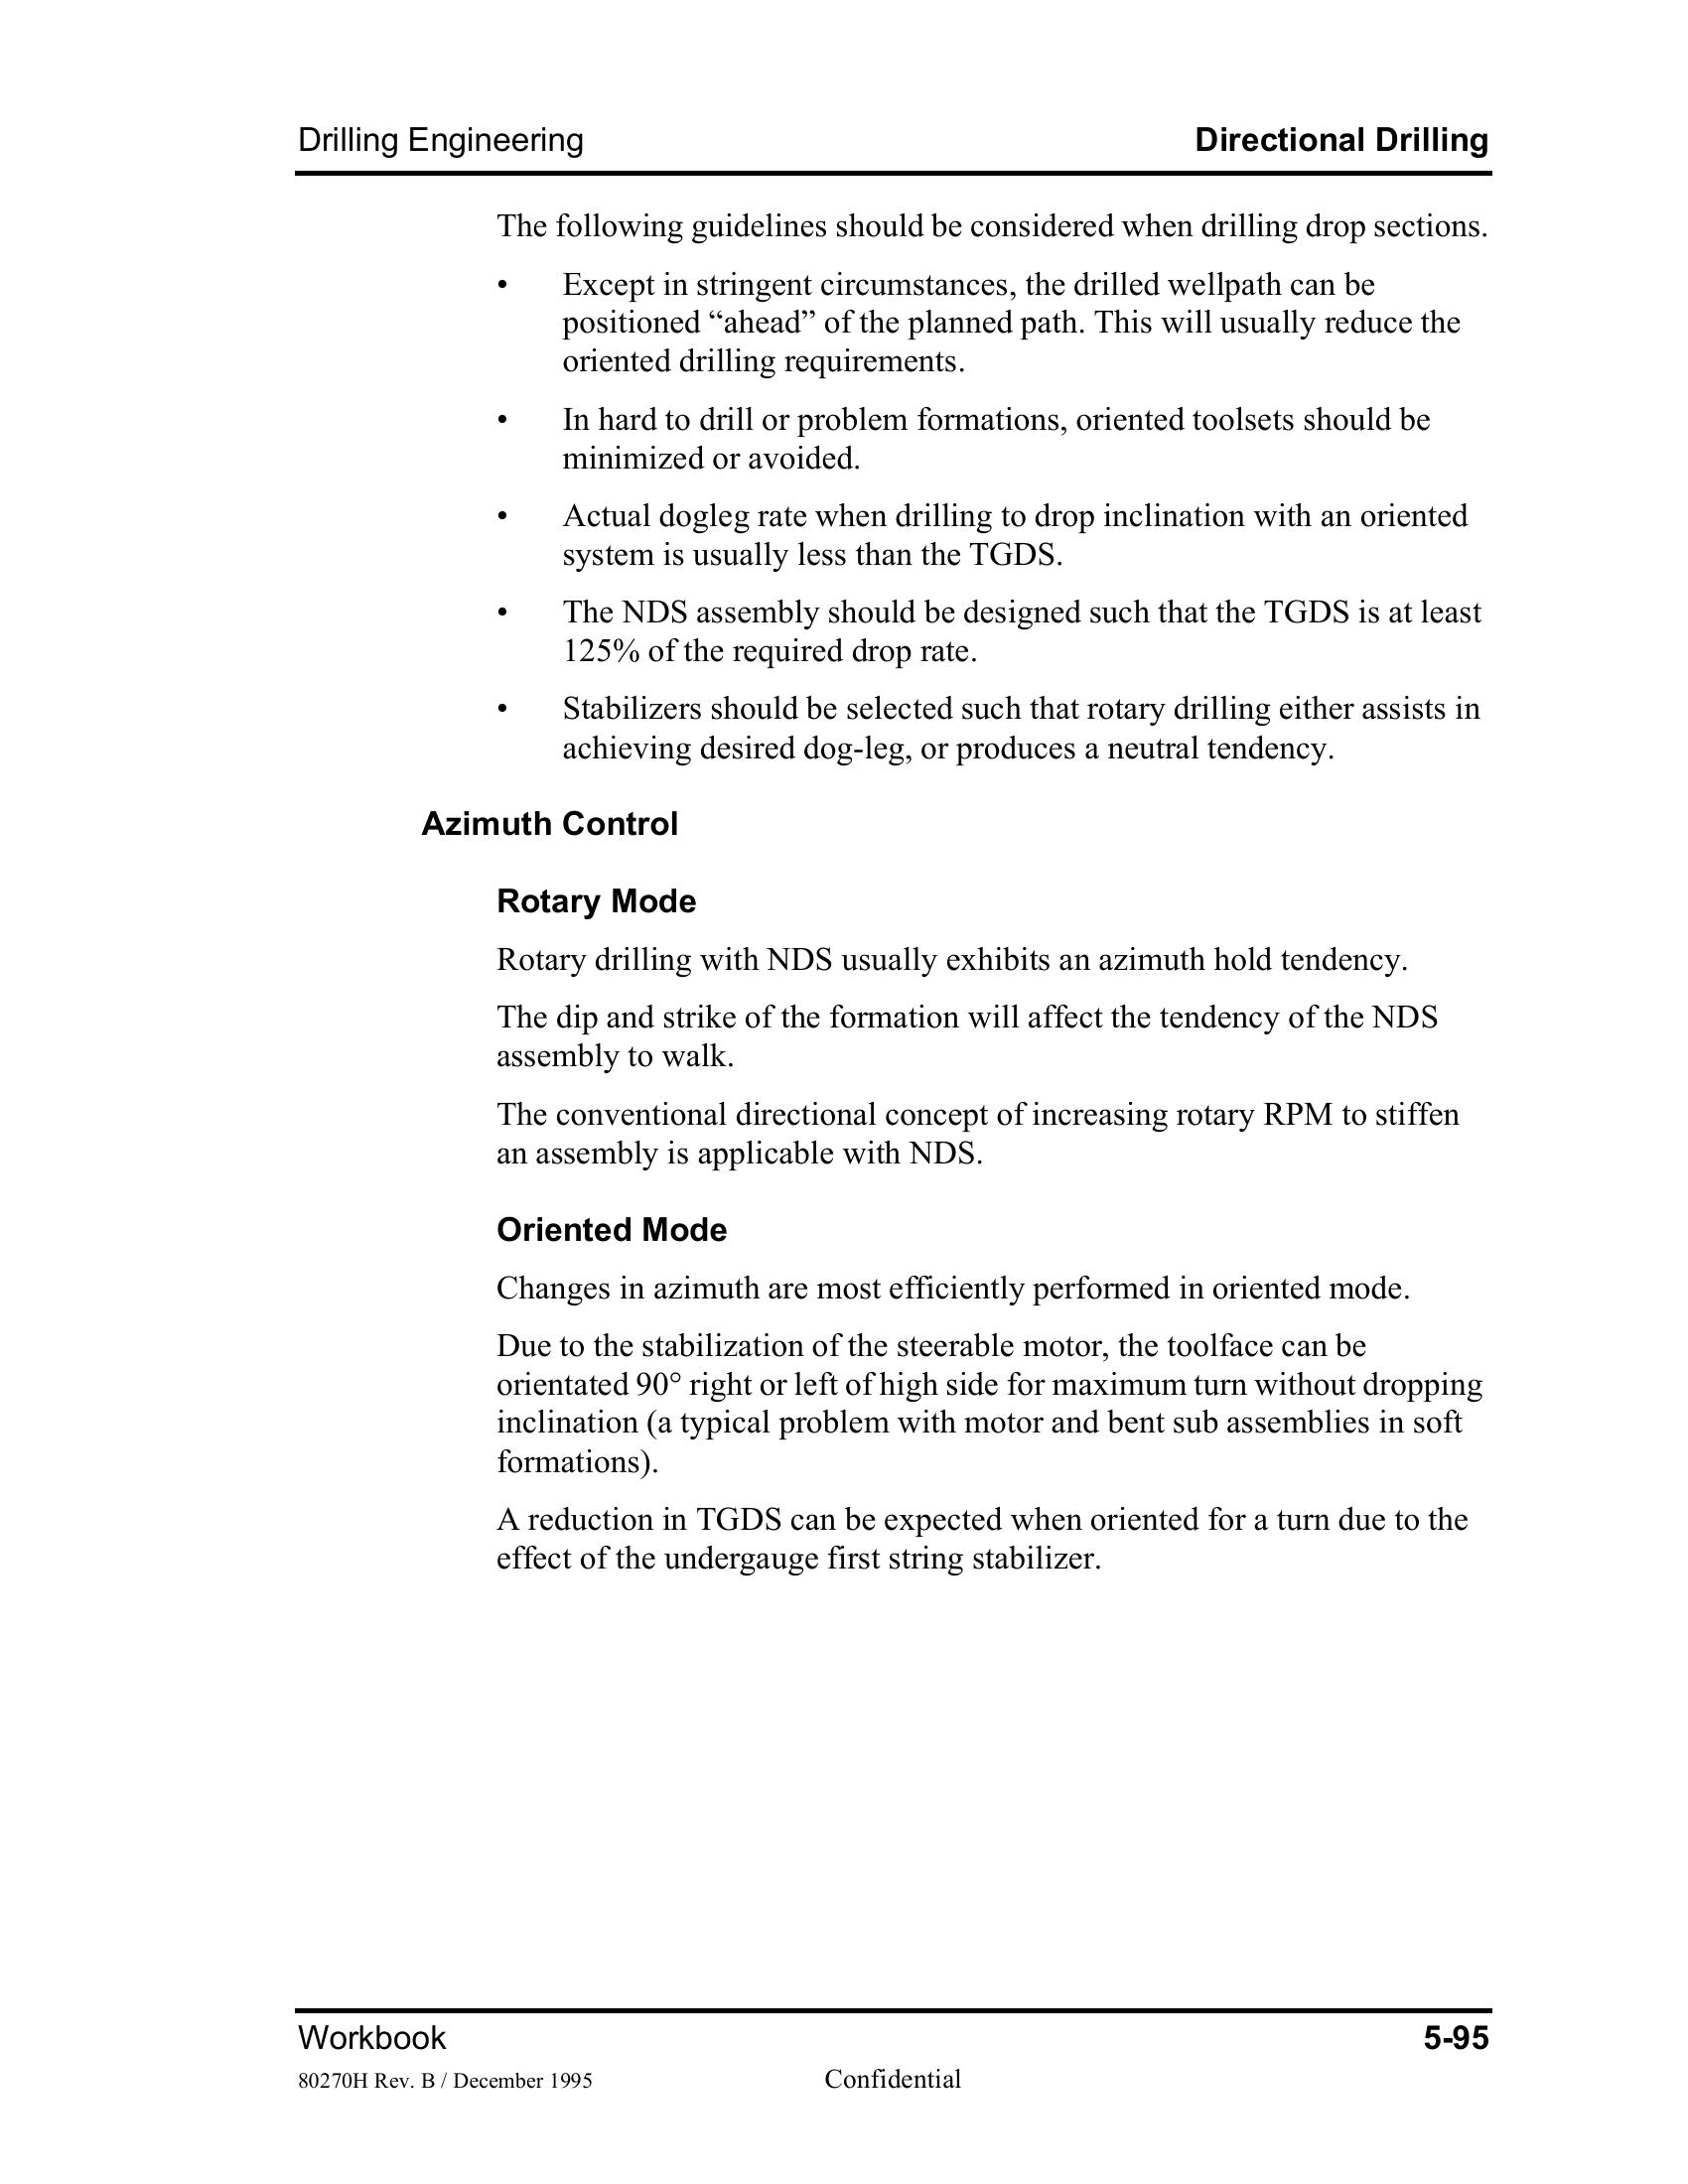 Drilling Engineering Directional Drilling
The following guidelines should be considered when drilling drop sections.
• Except in stringent circumstances, the drilled wellpath can be
positioned “ahead” of the planned path. This will usually reduce the
oriented drilling requirements.
• In hard to drill or problem formations, oriented toolsets should be
minimized or avoided.
• Actual dogleg rate when drilling to drop inclination with an oriented
system is usually less than the TGDS.
• The NDS assembly should be designed such that the TGDS is at least
125% of the required drop rate.
• Stabilizers should be selected such that rotary drilling either assists in
achieving desired dog-leg, or produces a neutral tendency.
Azimuth Control
Rotary Mode
Rotary drilling with NDS usually exhibits an azimuth hold tendency.
The dip and strike of the formation will affect the tendency of the NDS
assembly to walk.
The conventional directional concept of increasing rotary RPM to stiffen
an assembly is applicable with NDS.
Oriented Mode
Changes in azimuth are most efficiently performed in oriented mode.
Due to the stabilization of the steerable motor, the toolface can be
orientated 90° right or left of high side for maximum turn without dropping
inclination (a typical problem with motor and bent sub assemblies in soft
formations).
A reduction in TGDS can be expected when oriented for a turn due to the
effect of the undergauge first string stabilizer.
Workbook 5-95
80270H Rev. B / December 1995 Confidential